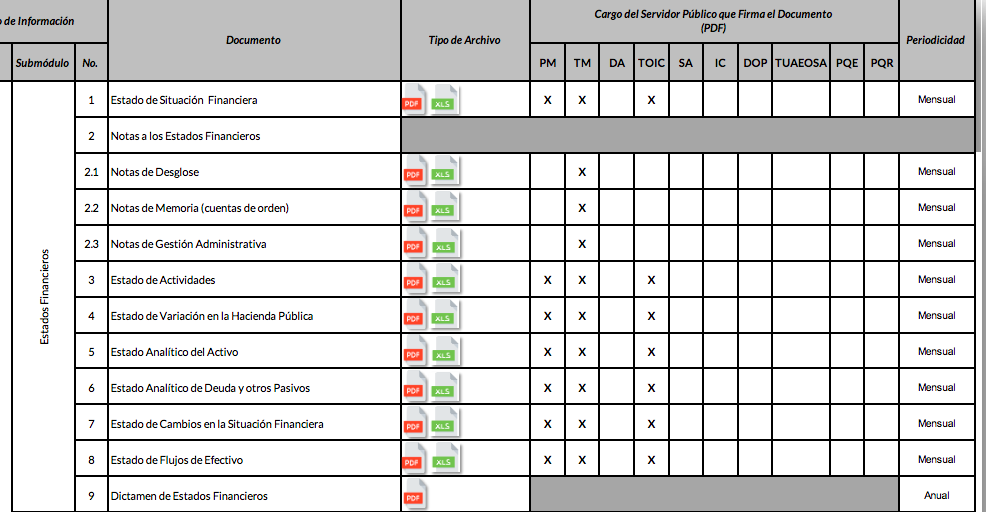 o de Información
Documento
Tipo de Archivo
Cargo del Servidor Público que Firma el Documento
(PDF)
Periodicidad
Submódulo No. PM TM DA TOIC SA IC DOP TUAEOSA PQE PQR
Estados Financieros
1 Estado de Situación Financiera PDF XLS X X X Mensual
2 Notas a los Estados Financieros
2.1 Notas de Desglose PDF XLS X Mensual
2.2 Notas de Memoria (cuentas de orden) PDF XLS X Mensual
2.3 Notas de Gestión Administrativa PDF XLS X Mensual
3 Estado de Actividades PDF XLS X X X Mensual
4 Estado de Variación en la Hacienda Pública PDF XLS X X X Mensual
5 Estado Analítico del Activo PDF XLS X X X Mensual
6 Estado Analítico de Deuda y otros Pasivos PDF XLS X X X Mensual
7 Estado de Cambios en la Situación Financiera PDF XLS X X X Mensual
8 Estado de Flujos de Efectivo PDF XLS X X X Mensual
9 Dictamen de Estados Financieros PDF Anual